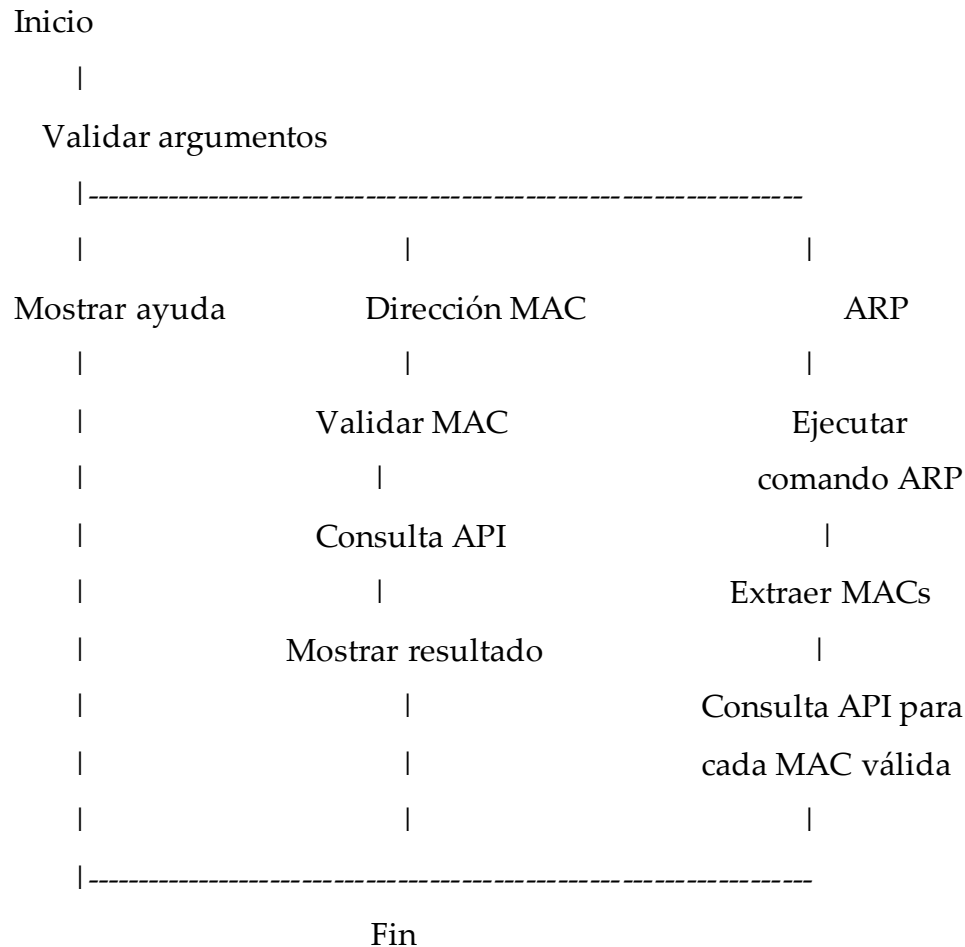 Inicio
|
Validar argumentos
|----------------------------------------------------------------------
| | |
Mostrar ayuda Dirección MAC ARP
| | |
| Validar MAC Ejecutar
| | comando ARP
| Consulta API |
| | Extraer MACs
| Mostrar resultado |
| | Consulta API para
| | cada MAC válida
| | |
|-----------------------------------------------------------------------
Fin